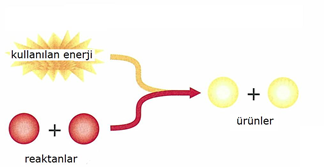 kullanılan enerji
+
+
ürünler
reaktanlar